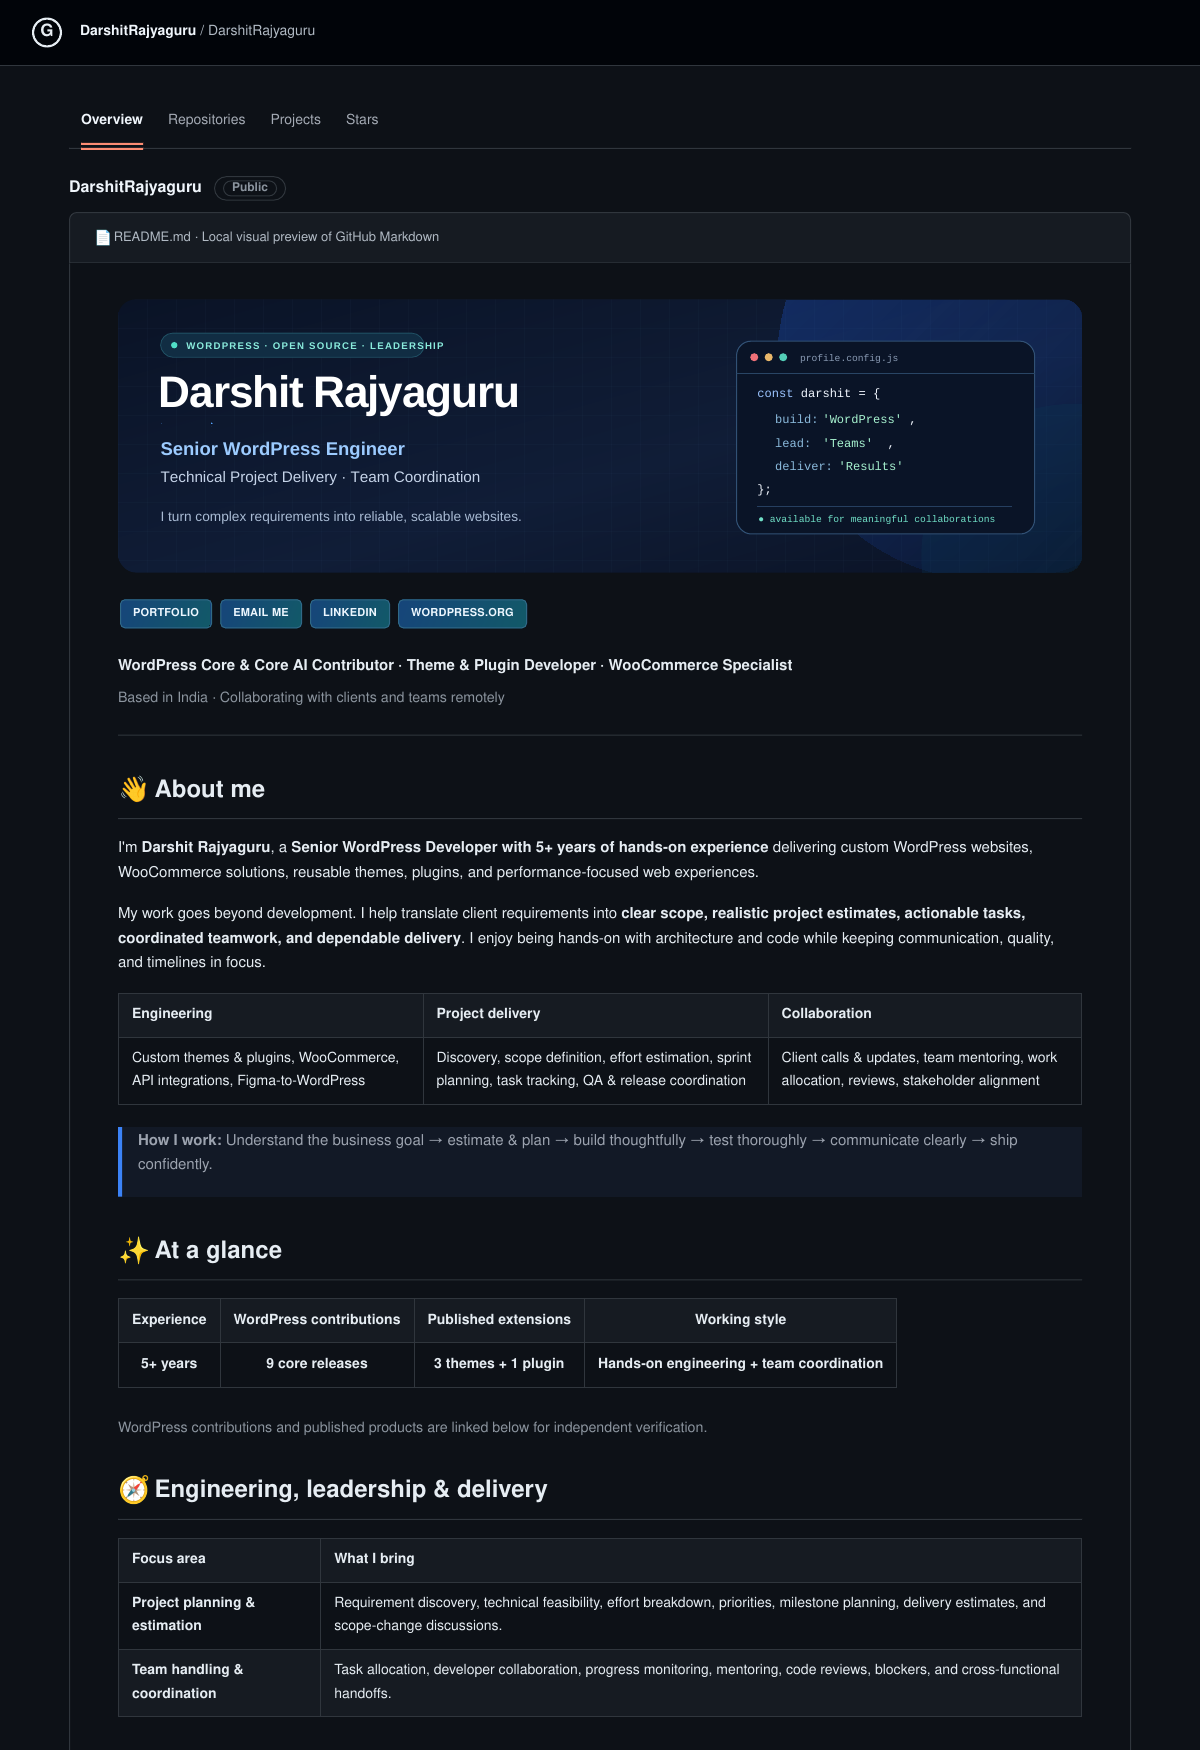 G DarshitRajyaguru / DarshitRajyaguru
Overview Repositories Projects Stars
DarshitRajyaguru Public
README.md · Local visual preview of GitHub Markdown
WORDPRESS · OPEN SOURCE · LEADERSHIP
Darshit Rajyaguru
Senior WordPress Engineer
Technical Project Delivery · Team Coordination
I turn complex requirements into reliable, scalable websites.
profile.config.js
const darshit = {
build: 'WordPress' ,
lead: 'Teams' ,
deliver: 'Results'
};
● available for meaningful collaborations
PORTFOLIO EMAIL ME LINKEDIN WORDPRESS.ORG
WordPress Core & Core AI Contributor · Theme & Plugin Developer · WooCommerce Specialist
Based in India · Collaborating with clients and teams remotely
👋 About me
I'm Darshit Rajyaguru, a Senior WordPress Developer with 5+ years of hands-on experience delivering custom WordPress websites,
WooCommerce solutions, reusable themes, plugins, and performance-focused web experiences.
My work goes beyond development. I help translate client requirements into clear scope, realistic project estimates, actionable tasks,
coordinated teamwork, and dependable delivery. I enjoy being hands-on with architecture and code while keeping communication, quality,
and timelines in focus.
Engineering Project delivery Collaboration
Custom themes & plugins, WooCommerce, Discovery, scope definition, effort estimation, sprint Client calls & updates, team mentoring, work
API integrations, Figma-to-WordPress planning, task tracking, QA & release coordination allocation, reviews, stakeholder alignment
How I work: Understand the business goal → estimate & plan → build thoughtfully → test thoroughly → communicate clearly → ship
confidently.
✨ At a glance
Experience WordPress contributions Published extensions Working style
5+ years 9 core releases 3 themes + 1 plugin Hands-on engineering + team coordination
WordPress contributions and published products are linked below for independent verification.
🧭 Engineering, leadership & delivery
Focus area What I bring
Project planning & Requirement discovery, technical feasibility, effort breakdown, priorities, milestone planning, delivery estimates, and
estimation scope-change discussions.
Team handling & Task allocation, developer collaboration, progress monitoring, mentoring, code reviews, blockers, and cross-functional
coordination handoffs.